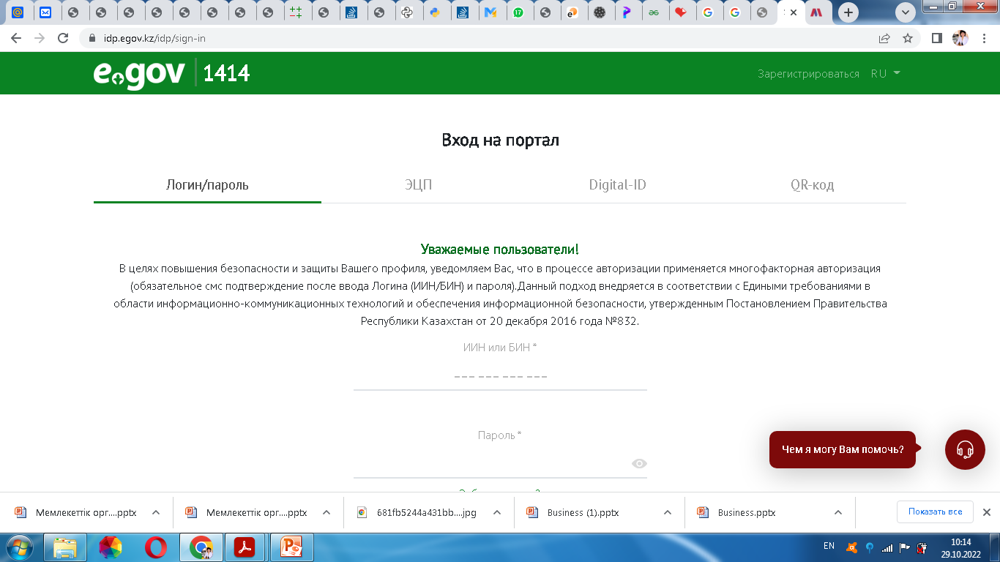 idp.egov.kz/idp/sign-in
egov 1414
Зарегистрироваться RU
Вход на портал
Логин/пароль ЭЦП Digital-ID QR-код
Уважаемые пользователи!
В целях повышения безопасности и защиты Вашего профиля, уведомляем Вас, что в процессе авторизации применяется многофакторная авторизация
(обязательное смс подтверждение после ввода Логина (ИИН/БИН) и пароля).Данный подход внедряется в соответствии с Едиными требованиями в
области информационно-коммуникационных технологий и обеспечения информационной безопасности, утвержденным Постановлением Правительства
Республики Казахстан от 20 декабря 2016 года №832.
ИИН или БИН *
___ ___ ___ ___
Пароль *
Чем я могу Вам помочь?
Мемлекеттік орг....pptx Мемлекеттік орг....pptx 681fb5244a431bb....jpg Business (1).pptx Business.pptx Показать все
EN 10:14
29.10.2022